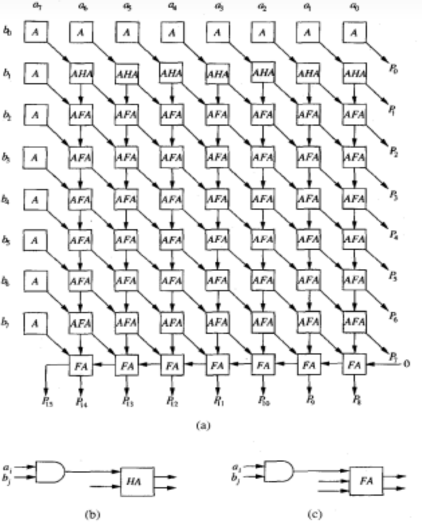 a₇ a₆ a₅ a₄ a₃ a₂ a₁ a₀
b₀ A A A A A A A A
P₀
b₁ A AHA AHA AHA AHA AHA AHA AHA
P₁
b₂ A AFA AFA AFA AFA AFA AFA AFA
P₂
b₃ A AFA AFA AFA AFA AFA AFA AFA
P₃
b₄ A AFA AFA AFA AFA AFA AFA AFA
P₄
b₅ A AFA AFA AFA AFA AFA AFA AFA
P₅
b₆ A AFA AFA AFA AFA AFA AFA AFA
P₆
b₇ A AFA AFA AFA AFA AFA AFA AFA
P₇
FA FA FA FA FA FA FA 0
P₁₅ P₁₄ P₁₃ P₁₂ P₁₁ P₁₀ P₉ P₈
(a)
aᵢ
bⱼ
HA
(b)
aᵢ
bⱼ
FA
(c)